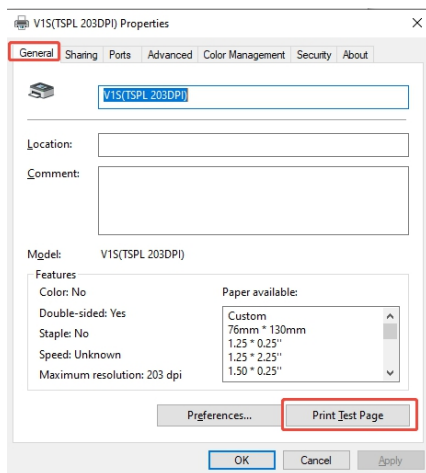 V1S(TSPL 203DPI) Properties
General Sharing Ports Advanced Color Management Security About
V1S(TSPL 203DPI)
Location:
Comment:
Model: V1S(TSPL 203DPI)
Features
Color: No
Double-sided: Yes
Staple: No
Speed: Unknown
Maximum resolution: 203 dpi
Paper available:
Custom
76mm * 130mm
1.25 * 0.25''
1.25 * 2.25''
1.50 * 0.25''
Preferences... Print Test Page
OK Cancel Apply